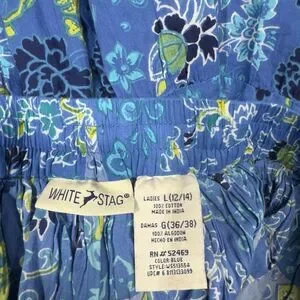 WHITE STAG®
LADIES L(12/14)
100% COTTON
MADE IN INDIA
DAMAS G(36/38)
100% ALGODON
HECHO EN INDIA
RN# 52469
COLOR:BLUE